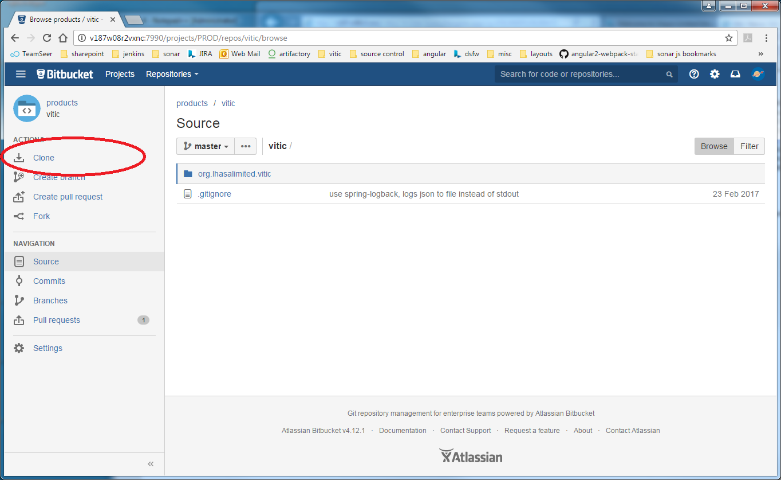 Browse products / vitic -
v187w08r2vxnc:7990/projects/PROD/repos/vitic/browse
TeamSeer sharepoint jenkins sonar JIRA Web Mail artifactory vitic source control angular dsfw misc layouts angular2-webpack-sta sonar js bookmarks »
Bitbucket Projects Repositories Search for code or repositories...
products
vitic
products / vitic
Source
master ••• vitic / Browse Filter
ACTIONS
Clone
Create branch
Create pull request
Fork
NAVIGATION
Source
Commits
Branches
Pull requests
Settings
«
org.lhasalimited.vitic
.gitignore use spring-logback, logs json to file instead of stdout 23 Feb 2017
Git repository management for enterprise teams powered by Atlassian Bitbucket
Atlassian Bitbucket v4.12.1 - Documentation - Contact Support - Request a feature - About - Contact Atlassian
Atlassian